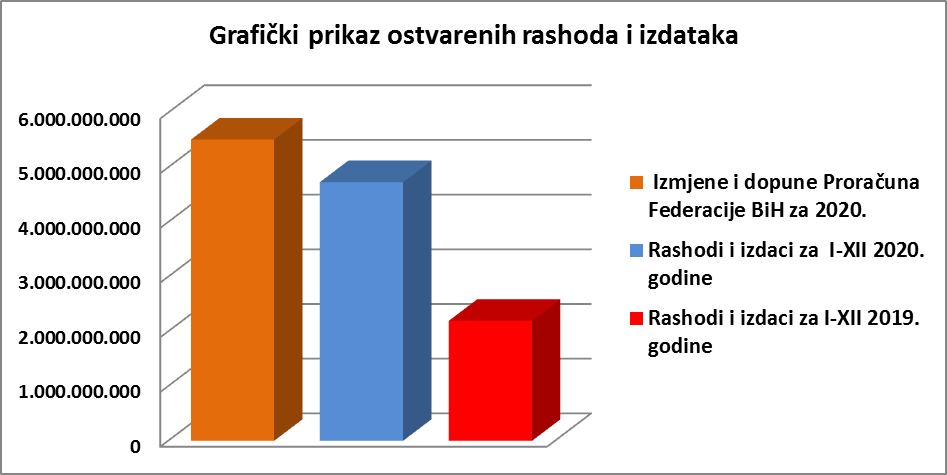 Grafički prikaz ostvarenih rashoda i izdataka
6.000.000.000
5.000.000.000
4.000.000.000
3.000.000.000
2.000.000.000
1.000.000.000
0
Izmjene i dopune Proračuna
Federacije BiH za 2020.
Rashodi i izdaci za I-XII 2020.
godine
Rashodi i izdaci za I-XII 2019.
godine